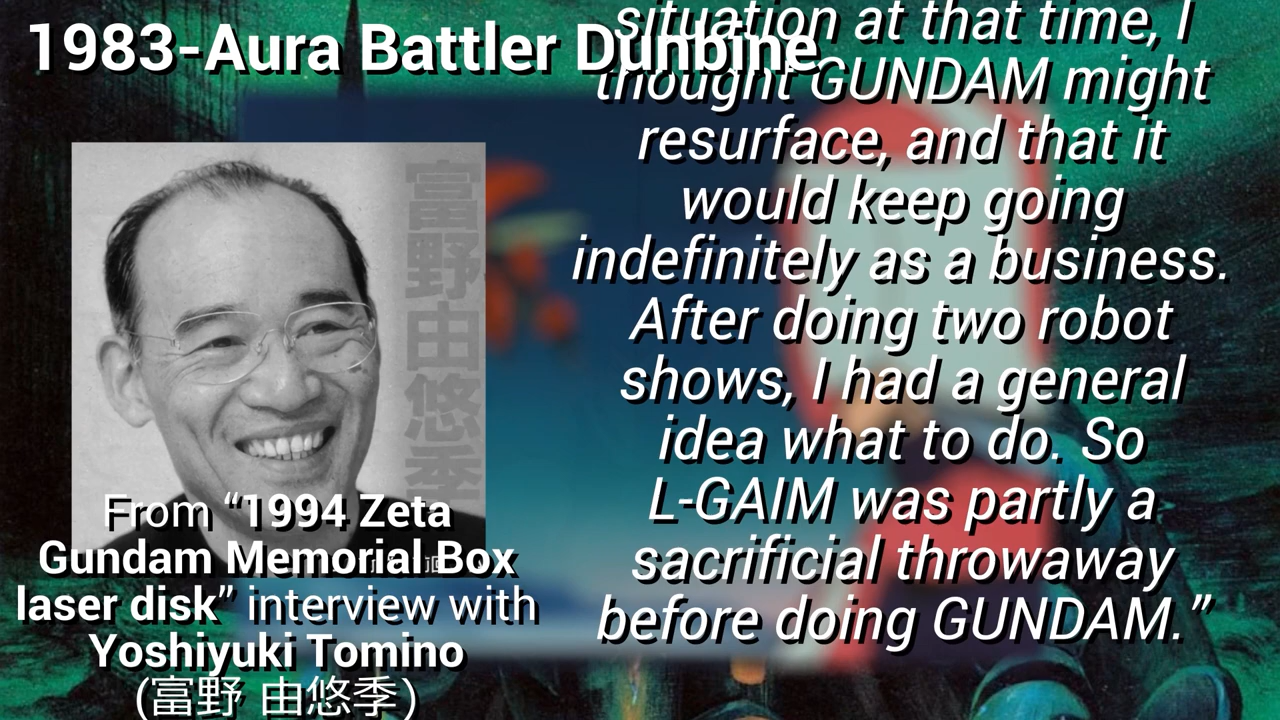 1983-Aura Battler Dunbine
situation at that time, I
thought GUNDAM might
resurface, and that it
would keep going
indefinitely as a business.
After doing two robot
shows, I had a general
idea what to do. So
L-GAIM was partly a
sacrificial throwaway
before doing GUNDAM.”
富野由悠季
From “1994 Zeta
Gundam Memorial Box
laser disk” interview with
Yoshiyuki Tomino
(富野 由悠季)